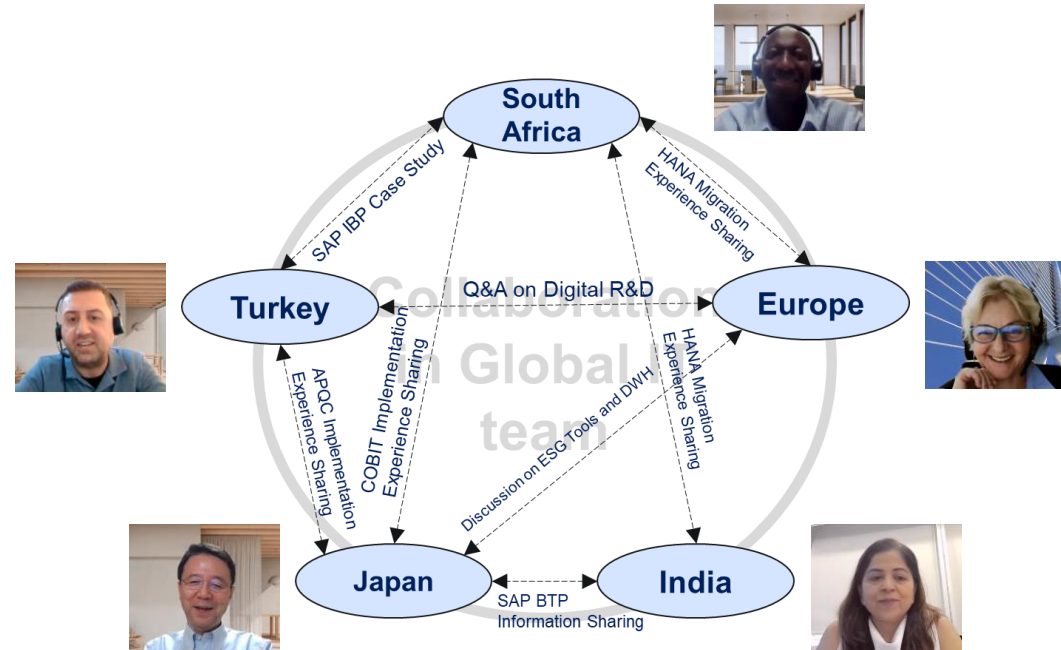 South
Africa
SAP IBP Case Study
HANA Migration
Experience Sharing
Turkey
Q&A on Digital R&D
Europe
Collaboration
in Global IT
team
APQC Implementation
Experience Sharing
COBIT Implementation
Experience Sharing
Discussion on ESG Tools and DWH
HANA Migration
Experience Sharing
Japan
India
SAP BTP
Information Sharing